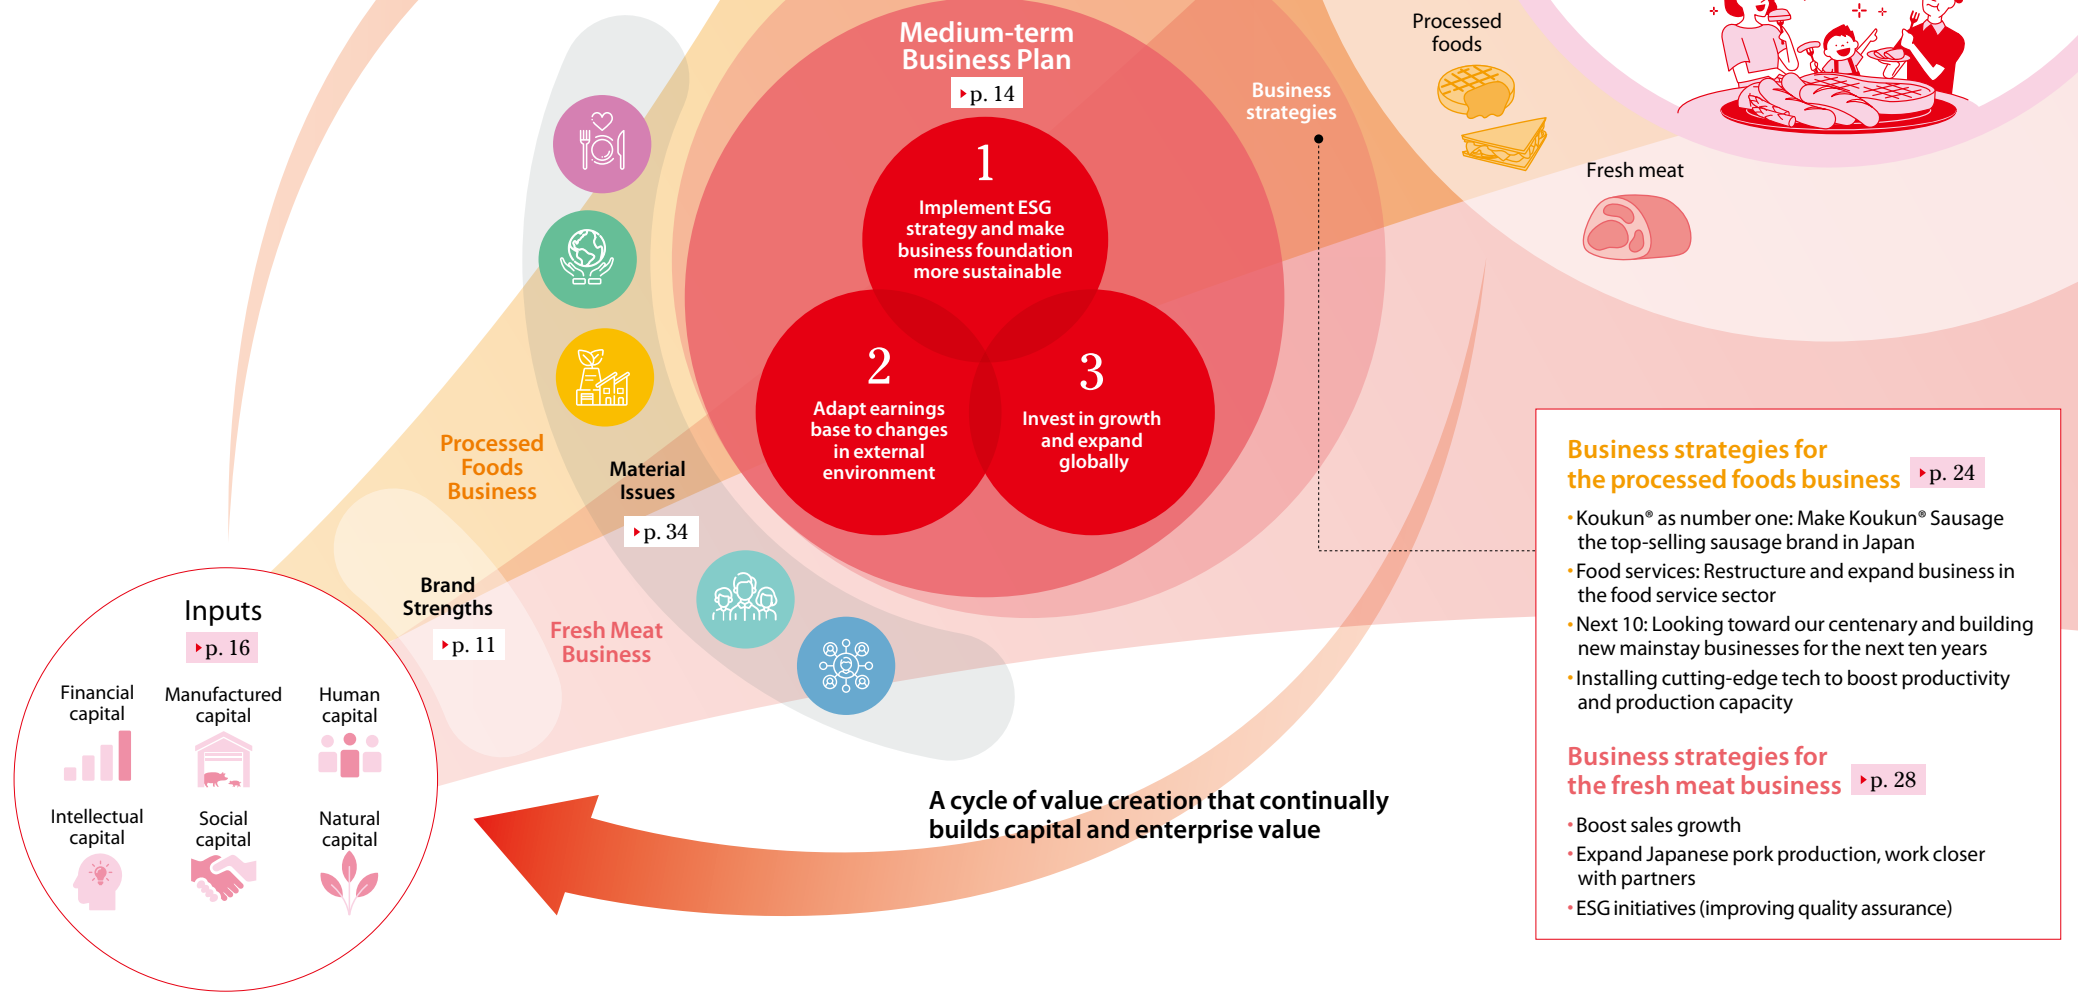 Medium-term
Business Plan
p. 14
1
Implement ESG
strategy and make
business foundation
more sustainable
2
Adapt earnings
base to changes
in external
environment
3
Invest in growth
and expand
globally
Business
strategies
Processed
foods
Fresh meat
Processed
Foods
Business
Material
Issues
p. 34
Brand
Strengths
p. 11
Fresh Meat
Business
Inputs
p. 16
Financial
capital
Manufactured
capital
Human
capital
Intellectual
capital
Social
capital
Natural
capital
A cycle of value creation that continually
builds capital and enterprise value
Business strategies for
the processed foods business p. 24
・Koukun® as number one: Make Koukun® Sausage
the top-selling sausage brand in Japan
・Food services: Restructure and expand business in
the food service sector
・Next 10: Looking toward our centenary and building
new mainstay businesses for the next ten years
・Installing cutting-edge tech to boost productivity
and production capacity
Business strategies for
the fresh meat business p. 28
・Boost sales growth
・Expand Japanese pork production, work closer
with partners
・ESG initiatives (improving quality assurance)